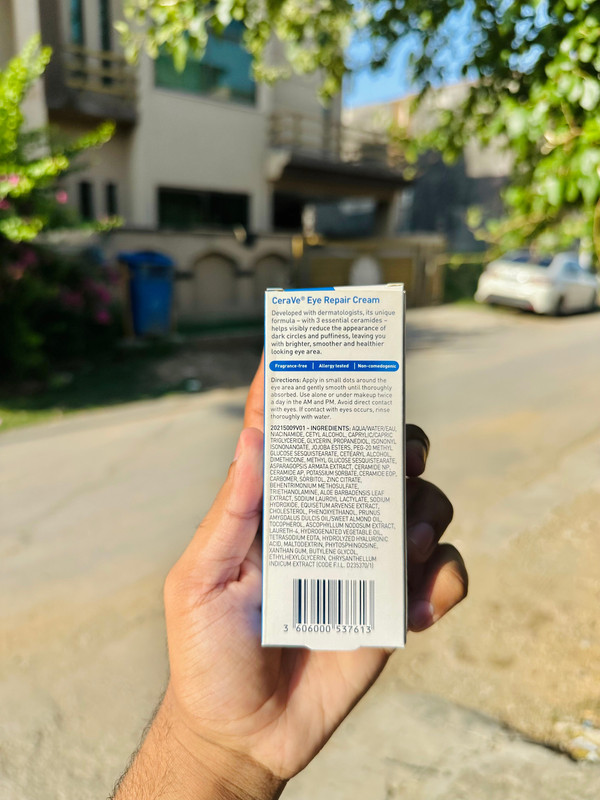 CeraVe® Eye Repair Cream
Developed with dermatologists, its unique
formula – with 3 essential ceramides –
helps visibly reduce the appearance of
dark circles and puffiness, leaving you
with brighter, smoother and healthier
looking eye area.
Fragrance-free | Allergy tested | Non-comedogenic
Directions: Apply in small dots around the
eye area and gently smooth until thoroughly
absorbed. Use alone or under makeup twice
a day in the AM and PM. Avoid direct contact
with eyes. If contact with eyes occurs, rinse
thoroughly with water.
20215009V01 – INGREDIENTS: AQUA/WATER/EAU,
NIACINAMIDE, CETYL ALCOHOL, CAPRYLIC/CAPRIC
TRIGLYCERIDE, GLYCERIN, PROPANEDIOL, ISONONYL
ISONONANOATE, JOJOBA ESTERS, PEG-20 METHYL
GLUCOSE SESQUISTEARATE, CETEARYL ALCOHOL,
DIMETHICONE, METHYL GLUCOSE SESQUISTEARATE,
ASPARAGOPSIS ARMATA EXTRACT, CERAMIDE NP,
CERAMIDE AP, POTASSIUM SORBATE, CERAMIDE EOP,
CARBOMER, SORBITOL, ZINC CITRATE,
BEHENTRIMONIUM METHOSULFATE,
TRIETHANOLAMINE, ALOE BARBADENSIS LEAF
EXTRACT, SODIUM LAUROYL LACTYLATE, SODIUM
HYDROXIDE, EQUISETUM ARVENSE EXTRACT,
CHOLESTEROL, PHENOXYETHANOL, PRUNUS
AMYGDALUS DULCIS OIL/SWEET ALMOND OIL,
TOCOPHEROL, ASCOPHYLLUM NODOSUM EXTRACT,
LAURETH-4, HYDROGENATED VEGETABLE OIL,
TETRASODIUM EDTA, HYDROLYZED HYALURONIC
ACID, MALTODEXTRIN, PHYTOSPHINGOSINE,
XANTHAN GUM, BUTYLENE GLYCOL,
ETHYLHEXYLGLYCERIN, CHRYSANTHELLUM
INDICUM EXTRACT (CODE F.I.L. D235370/1)
3 606000 537613